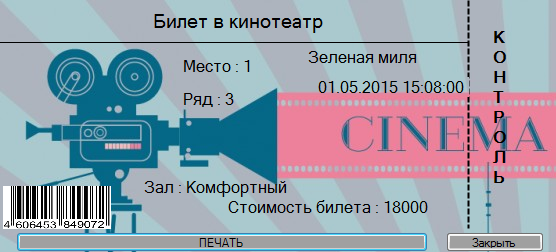 Билет в кинотеатр
Место : 1
Зеленая миля
01.05.2015 15:08:00
Ряд : 3
CINEMA
КОНТРОЛЬ
Зал : Комфортный
Стоимость билета : 18000
4 606453 849072
ПЕЧАТЬ
Закрыть